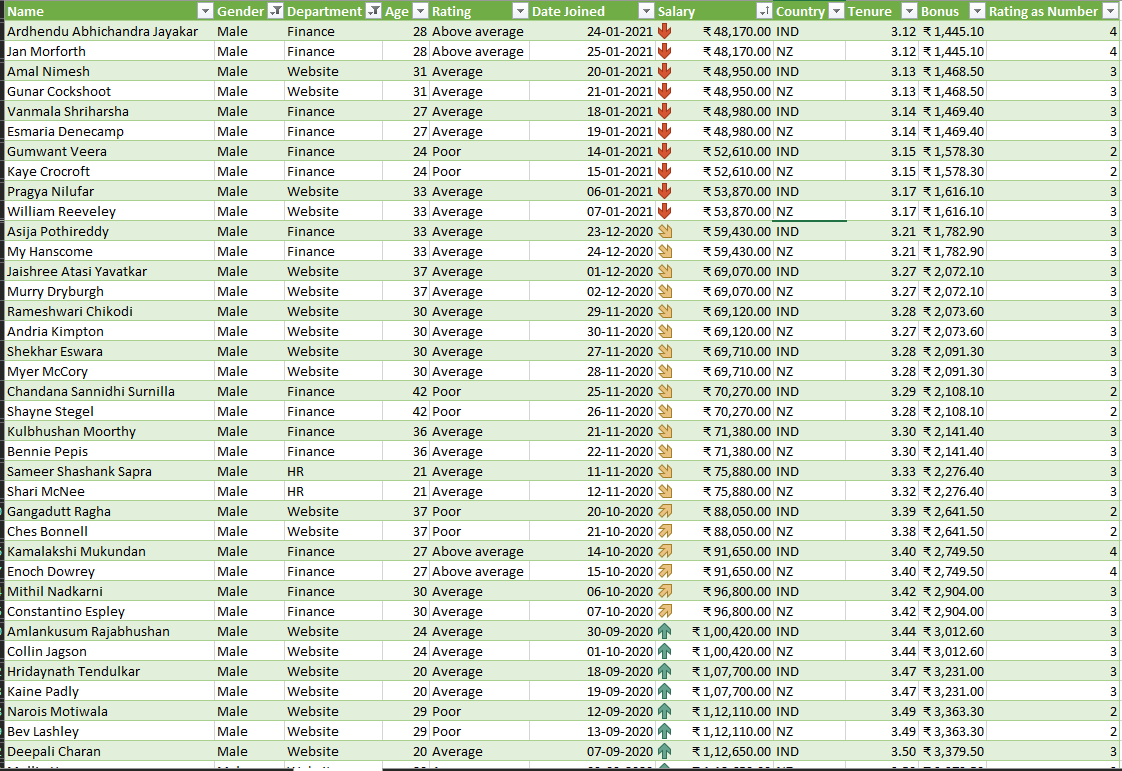 Name Gender Department Age Rating Date Joined Salary Country Tenure Bonus Rating as Number
Ardhendu Abhichandra Jayakar Male Finance 28 Above average 24-01-2021 ₹ 48,170.00 IND 3.12 ₹ 1,445.10 4
Jan Morforth Male Finance 28 Above average 25-01-2021 ₹ 48,170.00 NZ 3.12 ₹ 1,445.10 4
Amal Nimesh Male Website 31 Average 20-01-2021 ₹ 48,950.00 IND 3.13 ₹ 1,468.50 3
Gunar Cockshoot Male Website 31 Average 21-01-2021 ₹ 48,950.00 NZ 3.13 ₹ 1,468.50 3
Vanmala Shriharsha Male Finance 27 Average 18-01-2021 ₹ 48,980.00 IND 3.14 ₹ 1,469.40 3
Esmaria Denecamp Male Finance 27 Average 19-01-2021 ₹ 48,980.00 NZ 3.14 ₹ 1,469.40 3
Gumwant Veera Male Finance 24 Poor 14-01-2021 ₹ 52,610.00 IND 3.15 ₹ 1,578.30 2
Kaye Crocroft Male Finance 24 Poor 15-01-2021 ₹ 52,610.00 NZ 3.15 ₹ 1,578.30 2
Pragya Nilufar Male Website 33 Average 06-01-2021 ₹ 53,870.00 IND 3.17 ₹ 1,616.10 3
William Reeveley Male Website 33 Average 07-01-2021 ₹ 53,870.00 NZ 3.17 ₹ 1,616.10 3
Asija Pothireddy Male Finance 33 Average 23-12-2020 ₹ 59,430.00 IND 3.21 ₹ 1,782.90 3
My Hanscome Male Finance 33 Average 24-12-2020 ₹ 59,430.00 NZ 3.21 ₹ 1,782.90 3
Jaishree Atasi Yavatkar Male Website 37 Average 01-12-2020 ₹ 69,070.00 IND 3.27 ₹ 2,072.10 3
Murry Dryburgh Male Website 37 Average 02-12-2020 ₹ 69,070.00 NZ 3.27 ₹ 2,072.10 3
Rameshwari Chikodi Male Website 30 Average 29-11-2020 ₹ 69,120.00 IND 3.28 ₹ 2,073.60 3
Andria Kimpton Male Website 30 Average 30-11-2020 ₹ 69,120.00 NZ 3.27 ₹ 2,073.60 3
Shekhar Eswara Male Website 30 Average 27-11-2020 ₹ 69,710.00 IND 3.28 ₹ 2,091.30 3
Myer McCory Male Website 30 Average 28-11-2020 ₹ 69,710.00 NZ 3.28 ₹ 2,091.30 3
Chandana Sannidhi Surnilla Male Finance 42 Poor 25-11-2020 ₹ 70,270.00 IND 3.29 ₹ 2,108.10 2
Shayne Stegel Male Finance 42 Poor 26-11-2020 ₹ 70,270.00 NZ 3.28 ₹ 2,108.10 2
Kulbhushan Moorthy Male Finance 36 Average 21-11-2020 ₹ 71,380.00 IND 3.30 ₹ 2,141.40 3
Bennie Pepis Male Finance 36 Average 22-11-2020 ₹ 71,380.00 NZ 3.30 ₹ 2,141.40 3
Sameer Shashank Sapra Male HR 21 Average 11-11-2020 ₹ 75,880.00 IND 3.33 ₹ 2,276.40 3
Shari McNee Male HR 21 Average 12-11-2020 ₹ 75,880.00 NZ 3.32 ₹ 2,276.40 3
Gangadutt Ragha Male Website 37 Poor 20-10-2020 ₹ 88,050.00 IND 3.39 ₹ 2,641.50 2
Ches Bonnell Male Website 37 Poor 21-10-2020 ₹ 88,050.00 NZ 3.38 ₹ 2,641.50 2
Kamalakshi Mukundan Male Finance 27 Above average 14-10-2020 ₹ 91,650.00 IND 3.40 ₹ 2,749.50 4
Enoch Dowrey Male Finance 27 Above average 15-10-2020 ₹ 91,650.00 NZ 3.40 ₹ 2,749.50 4
Mithil Nadkarni Male Finance 30 Average 06-10-2020 ₹ 96,800.00 IND 3.42 ₹ 2,904.00 3
Constantino Espley Male Finance 30 Average 07-10-2020 ₹ 96,800.00 NZ 3.42 ₹ 2,904.00 3
Amlankusum Rajabhushan Male Website 24 Average 30-09-2020 ₹ 1,00,420.00 IND 3.44 ₹ 3,012.60 3
Collin Jagson Male Website 24 Average 01-10-2020 ₹ 1,00,420.00 NZ 3.44 ₹ 3,012.60 3
Hridaynath Tendulkar Male Website 20 Average 18-09-2020 ₹ 1,07,700.00 IND 3.47 ₹ 3,231.00 3
Kaine Padly Male Website 20 Average 19-09-2020 ₹ 1,07,700.00 NZ 3.47 ₹ 3,231.00 3
Narois Motiwala Male Website 29 Poor 12-09-2020 ₹ 1,12,110.00 IND 3.49 ₹ 3,363.30 2
Bev Lashley Male Website 29 Poor 13-09-2020 ₹ 1,12,110.00 NZ 3.49 ₹ 3,363.30 2
Deepali Charan Male Website 20 Average 07-09-2020 ₹ 1,12,650.00 IND 3.50 ₹ 3,379.50 3